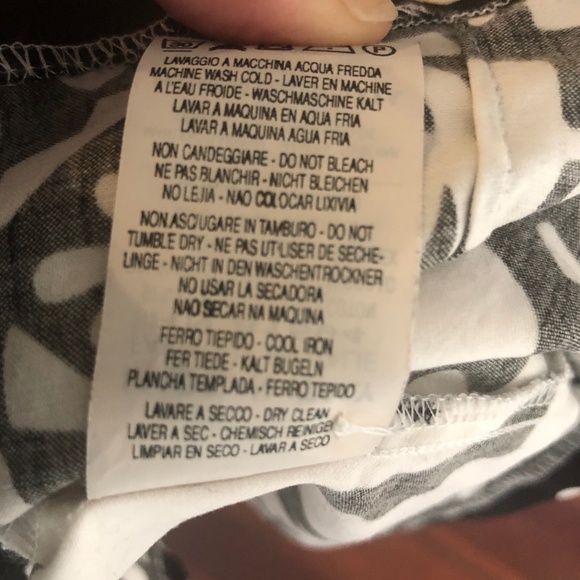 30
P
LAVAGGIO A MACCHINA ACQUA FREDDA
MACHINE WASH COLD - LAVER EN MACHINE
A L'EAU FROIDE - WASCHMASCHINE KALT
LAVAR A MAQUINA EN AQUA FRIA
LAVAR A MAQUINA AGUA FRIA
NON CANDEGGIARE - DO NOT BLEACH
NE PAS BLANCHIR - NICHT BLEICHEN
NO LEJIA - NAO COLOCAR LIXIVIA
NON ASCIUGARE IN TAMBURO - DO NOT
TUMBLE DRY - NE PAS UTLISER DE SECHE-
LINGE - NICHT IN DEN WASCHENTROCKNER
NO USAR LA SECADORA
NAO SECAR NA MAQUINA
FERRO TIEPIDO - COOL IRON
FER TIEDE - KALT BUGELN
PLANCHA TEMPLADA - FERRO TEPIDO
LAVARE A SECCO - DRY CLEAN
LAVER A SEC - CHEMISCH REINIGEN
LIMPIAR EN SECO - LAVAR A SECO